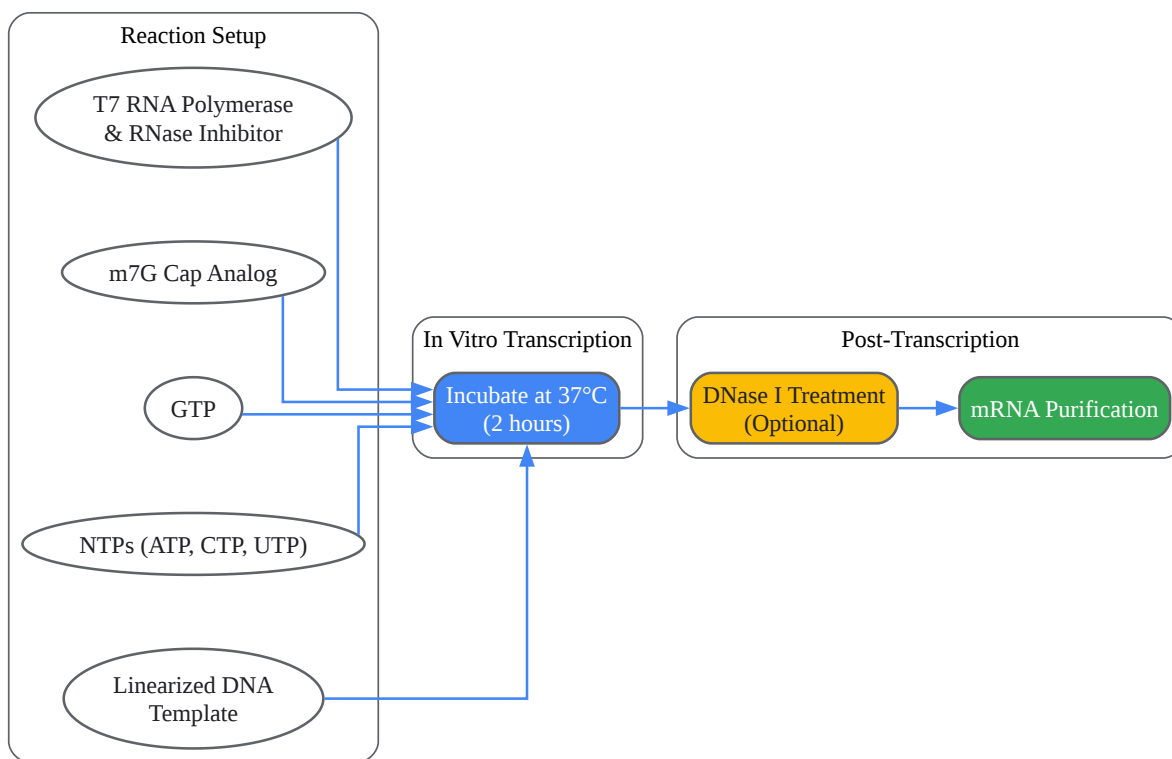 Reaction Setup
T7 RNA Polymerase
& RNase Inhibitor
m7G Cap Analog
GTP
NTPs (ATP, CTP, UTP)
Linearized DNA
Template
In Vitro Transcription
Incubate at 37°C
(2 hours)
Post-Transcription
DNase I Treatment
(Optional)
mRNA Purification